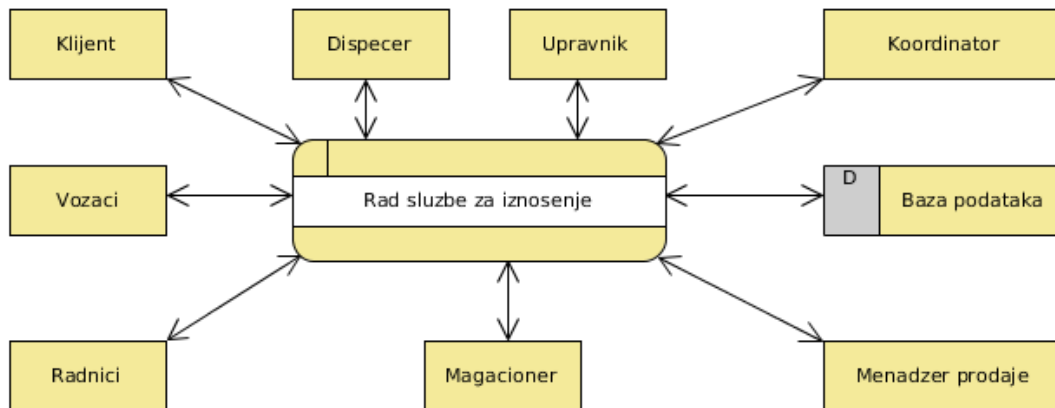 Klijent
Dispecer
Upravnik
Koordinator
Vozaci
Rad sluzbe za iznosenje
D
Baza podataka
Radnici
Magacioner
Menadzer prodaje